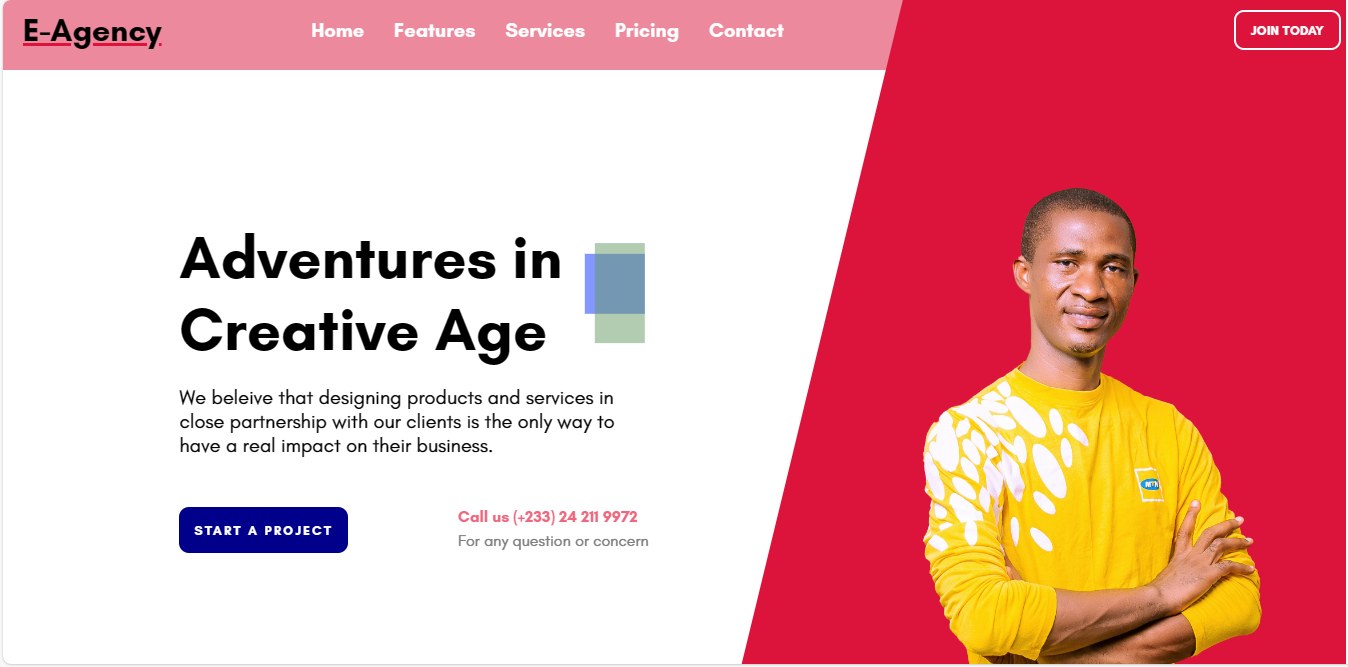 E-Agency
Home Features Services Pricing Contact
JOIN TODAY
Adventures in
Creative Age
We beleive that designing products and services in
close partnership with our clients is the only way to
have a real impact on their business.
START A PROJECT
Call us (+233) 24 211 9972
For any question or concern
MTN